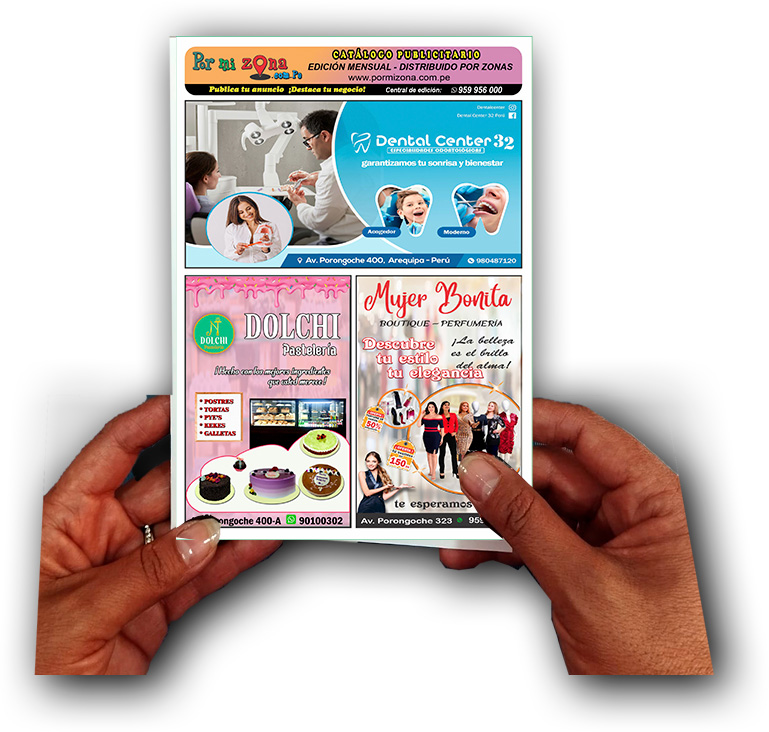 Por mi zona
.com.Pe
CATÁLOGO PUBLICITARIO
EDICIÓN MENSUAL - DISTRIBUIDO POR ZONAS
www.pormizona.com.pe
Publica tu anuncio ¡Destaca tu negocio!
Central de edición: 959 956 000
Dentalcenter
Dental Center 32 Perú
Dental Center 32
ESPECIALIDADES ODONTOLOGICAS
garantizamos tu sonrisa y bienestar
Acogedor
Moderno
Av. Porongoche 400, Arequipa - Perú
980487120
DOLCHI
Pastelería
DOLCHI
Pastelería
¡Hecho con los mejores ingredientes
que usted merece!
* POSTRES
* TORTAS
* PYE'S
* KEKES
* GALLETAS
orongoche 400-A 90100302
Mujer Bonita
BOUTIQUE – PERFUMERÍA
¡La belleza
es el brillo
del alma!
Descubre
tu estilo
tu elegancia
50%
150
te esperamos
Av. Porongoche 323 959